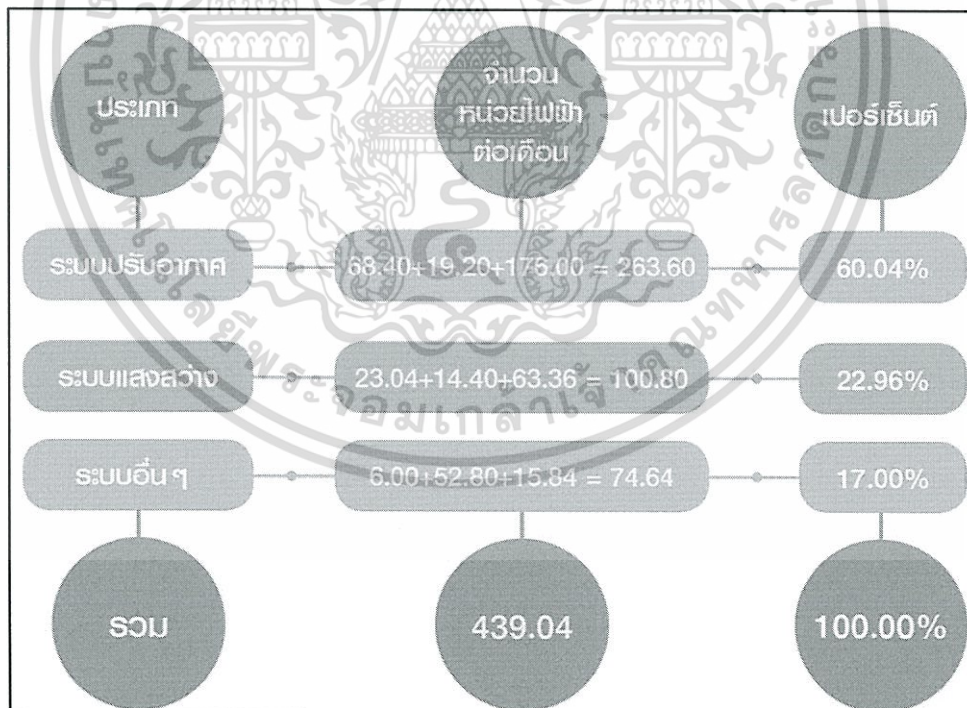 ประเภท
จำนวน
หน่วยไฟฟ้า
ต่อเดือน
เปอร์เซ็นต์
ระบบปรับอากาศ
68.40+19.20+176.00 = 263.60
60.04%
ระบบแสงสว่าง
23.04+14.40+63.36 = 100.80
22.96%
ระบบอื่น ๆ
6.00+52.80+15.84 = 74.64
17.00%
รวม
439.04
100.00%